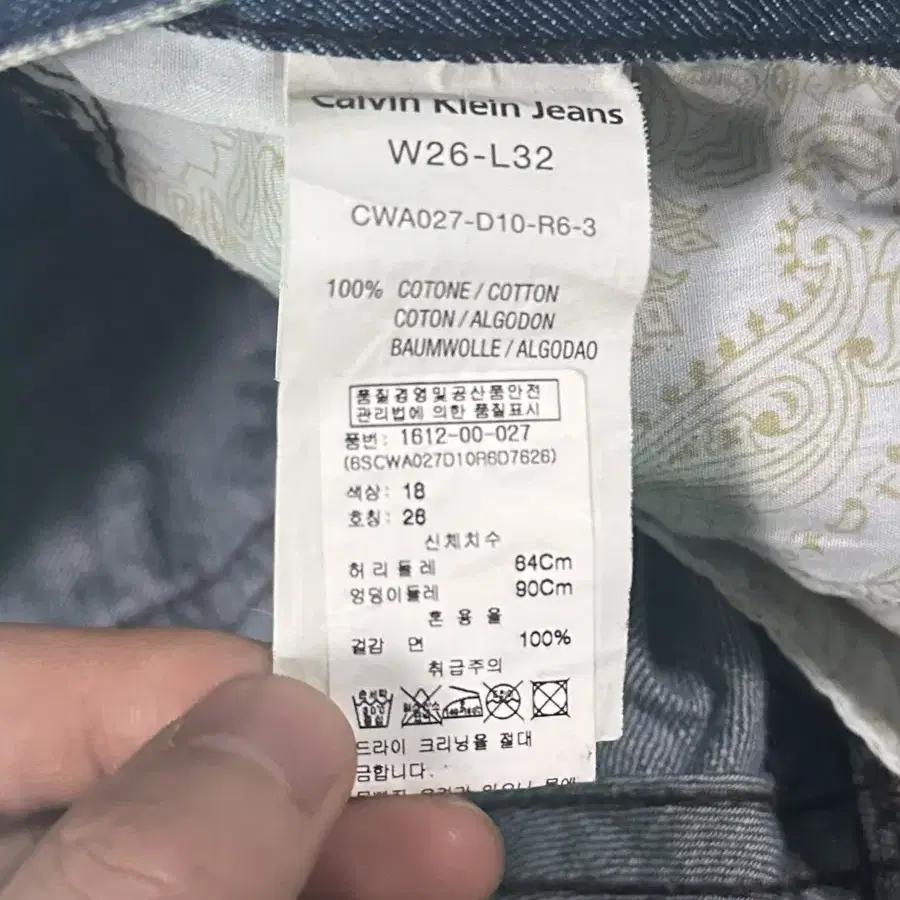 Calvin Klein Jeans
W26-L32
CWA027-D10-R6-3
100% COTONE / COTTON
COTON / ALGODON
BAUMWOLLE / ALGODAO
품질경영및공산품안전
관리법에 의한 품질표시
품번: 1612-00-027
(6SCWA027D10R6D7626)
색상: 18
호칭: 26
신체치수
허리둘레 64Cm
엉덩이둘레 90Cm
혼용율
겉감 면 100%
취급주의
드라이 크리닝을 절대
금합니다.